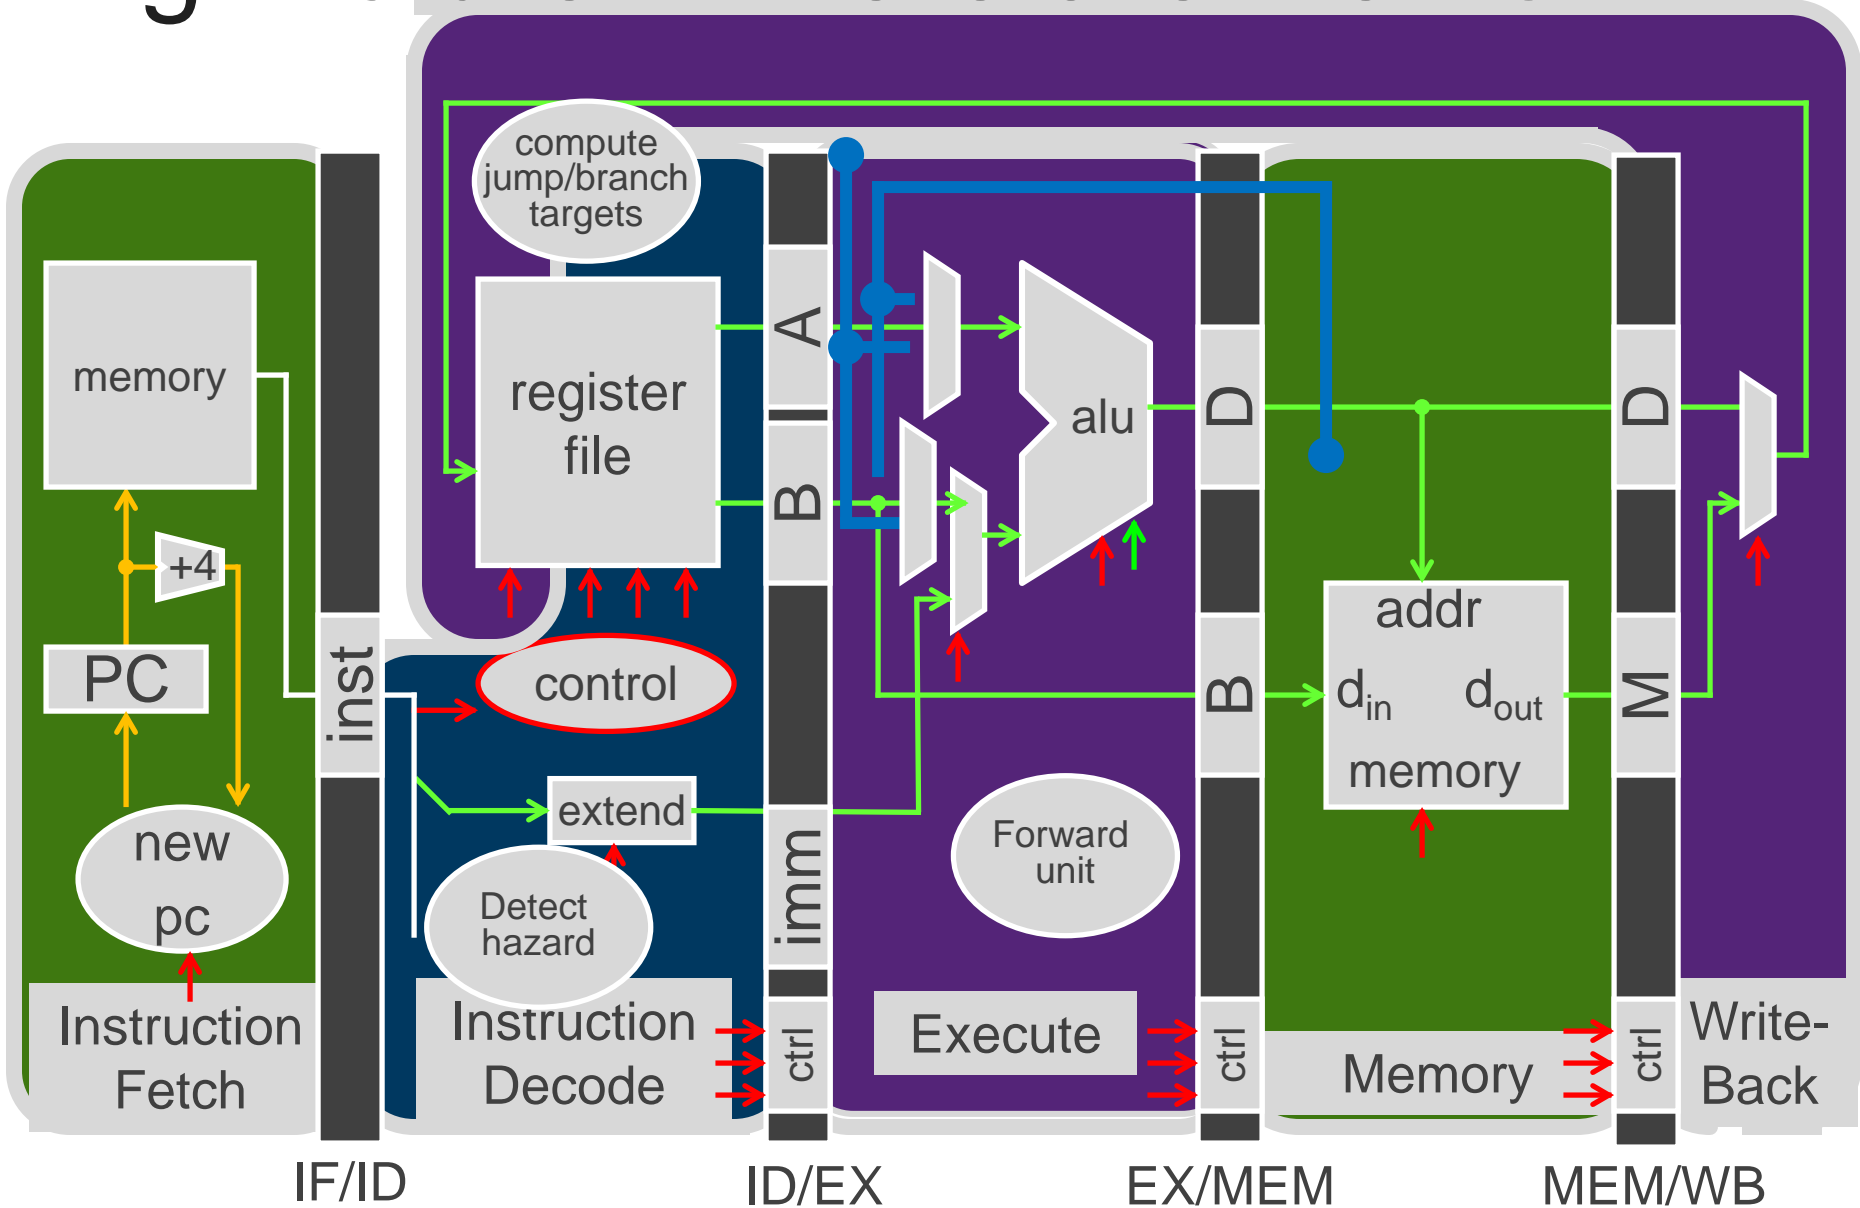 compute
jump/branch
targets
memory
register
file
A
B
alu
D
D
+4
PC
inst
control
B
addr
d_in d_out
memory
M
extend
new
pc
Detect
hazard
imm
Forward
unit
Instruction
Fetch
Instruction
Decode
ctrl
Execute
ctrl
Memory
ctrl
Write-
Back
IF/ID
ID/EX
EX/MEM
MEM/WB